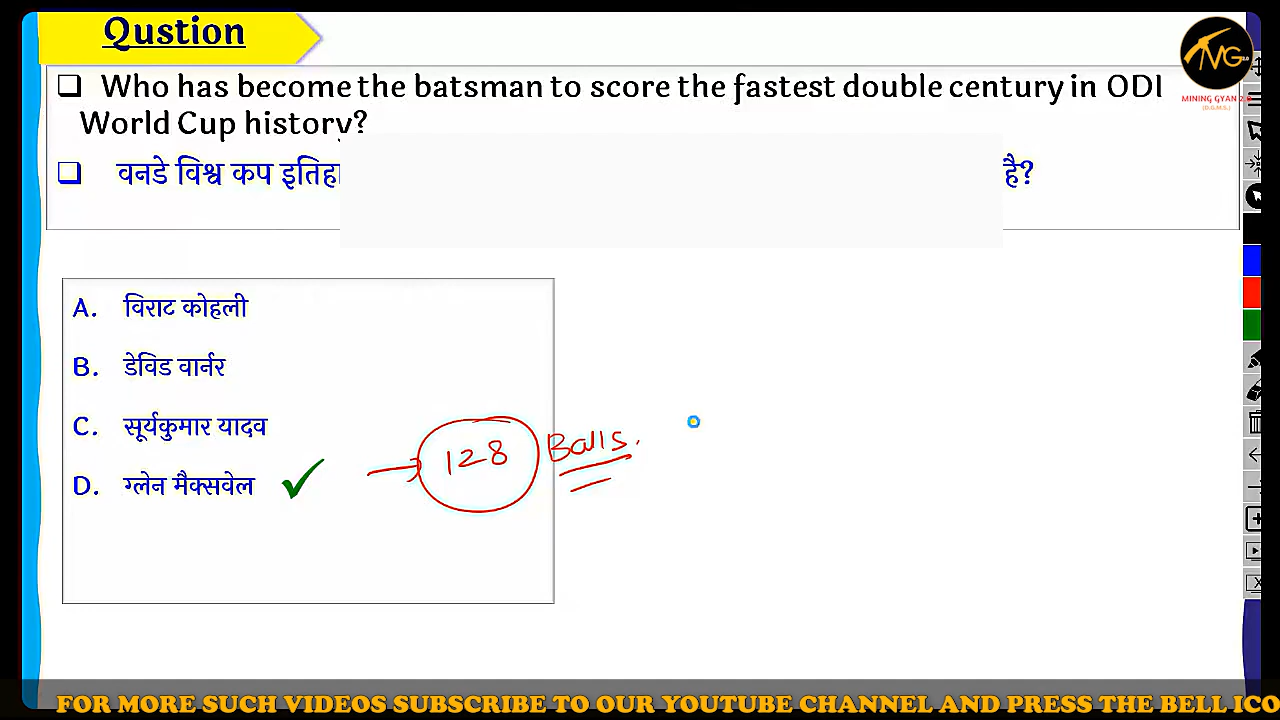 Qustion
MINING GYAN 2.0
(D.G.M.S.)
Who has become the batsman to score the fastest double century in ODI
World Cup history?
वनडे विश्व कप इतिहा है?
A. विराट कोहली
B. डेविड वार्नर
C. सूर्यकुमार यादव
D. ग्लेन मैक्सवेल
128 Balls.
FOR MORE SUCH VIDEOS SUBSCRIBE TO OUR YOUTUBE CHANNEL AND PRESS THE BELL ICO